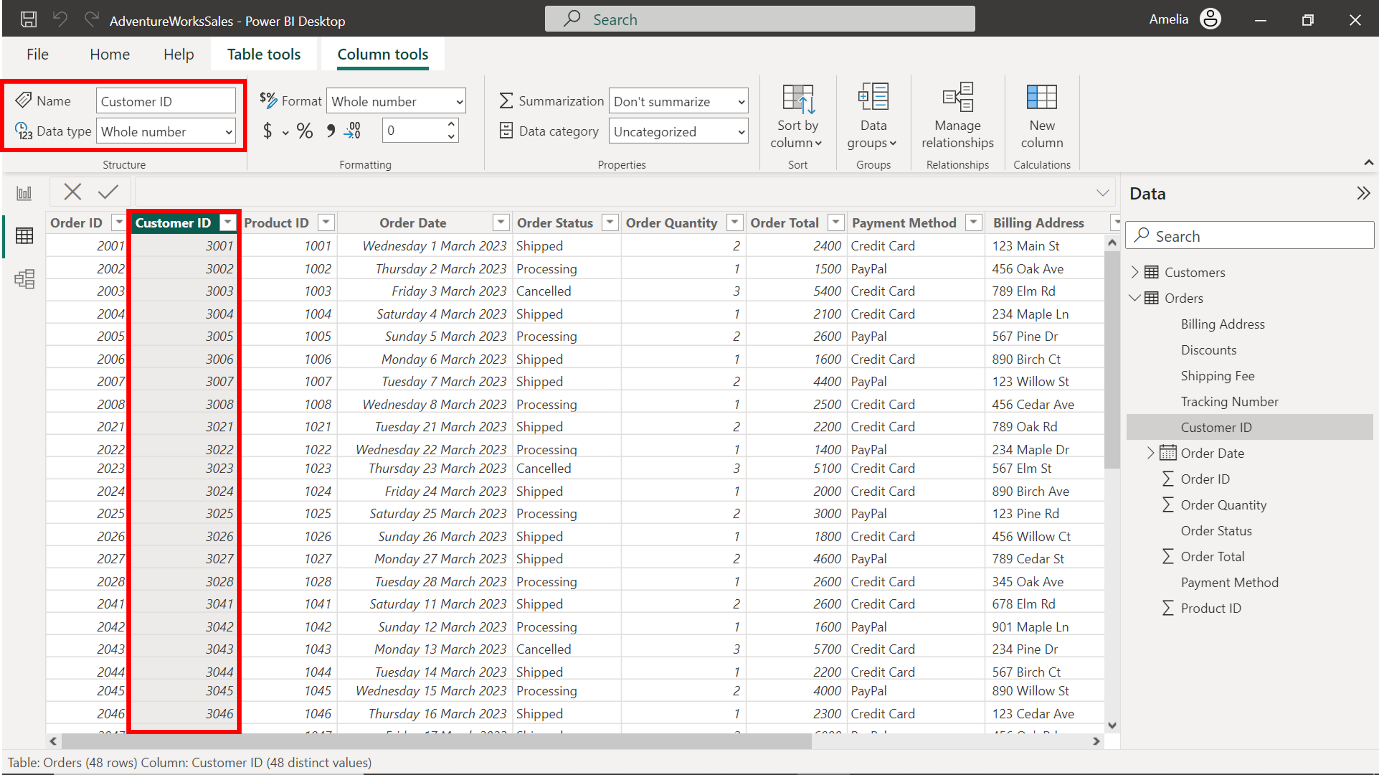 AdventureWorksSales - Power BI Desktop
Search
Amelia
File Home Help Table tools Column tools
Name Customer ID
Data type Whole number
Structure
$% Format Whole number
$ % 0
Formatting
Summarization Don't summarize
Data category Uncategorized
Properties
Sort by
column
Sort
Data
groups
Groups
Manage
relationships
Relationships
New
column
Calculations
Order ID Customer ID Product ID Order Date Order Status Order Quantity Order Total Payment Method Billing Address
2001 3001 1001 Wednesday 1 March 2023 Shipped 2 2400 Credit Card 123 Main St
2002 3002 1002 Thursday 2 March 2023 Processing 1 1500 PayPal 456 Oak Ave
2003 3003 1003 Friday 3 March 2023 Cancelled 3 5400 Credit Card 789 Elm Rd
2004 3004 1004 Saturday 4 March 2023 Shipped 1 2100 Credit Card 234 Maple Ln
2005 3005 1005 Sunday 5 March 2023 Processing 2 2600 PayPal 567 Pine Dr
2006 3006 1006 Monday 6 March 2023 Shipped 1 1600 Credit Card 890 Birch Ct
2007 3007 1007 Tuesday 7 March 2023 Shipped 2 4400 PayPal 123 Willow St
2008 3008 1008 Wednesday 8 March 2023 Processing 1 2500 Credit Card 456 Cedar Ave
2021 3021 1021 Tuesday 21 March 2023 Shipped 2 2200 Credit Card 789 Oak Rd
2022 3022 1022 Wednesday 22 March 2023 Processing 1 1400 PayPal 234 Maple Dr
2023 3023 1023 Thursday 23 March 2023 Cancelled 3 5100 Credit Card 567 Elm St
2024 3024 1024 Friday 24 March 2023 Shipped 1 2000 Credit Card 890 Birch Ave
2025 3025 1025 Saturday 25 March 2023 Processing 2 3000 PayPal 123 Pine Rd
2026 3026 1026 Sunday 26 March 2023 Shipped 1 1800 Credit Card 456 Willow Ct
2027 3027 1027 Monday 27 March 2023 Shipped 2 4600 PayPal 789 Cedar St
2028 3028 1028 Tuesday 28 March 2023 Processing 1 2600 Credit Card 345 Oak Ave
2041 3041 1041 Saturday 11 March 2023 Shipped 2 2600 Credit Card 678 Elm Rd
2042 3042 1042 Sunday 12 March 2023 Processing 1 1600 PayPal 901 Maple Ln
2043 3043 1043 Monday 13 March 2023 Cancelled 3 5700 Credit Card 234 Pine Dr
2044 3044 1044 Tuesday 14 March 2023 Shipped 1 2200 Credit Card 567 Birch Ct
2045 3045 1045 Wednesday 15 March 2023 Processing 2 4000 PayPal 890 Willow St
2046 3046 1046 Thursday 16 March 2023 Shipped 1 2300 Credit Card 123 Cedar Ave
Table: Orders (48 rows) Column: Customer ID (48 distinct values)
Data
Search
Customers
Orders
Billing Address
Discounts
Shipping Fee
Tracking Number
Customer ID
Order Date
Order ID
Order Quantity
Order Status
Order Total
Payment Method
Product ID